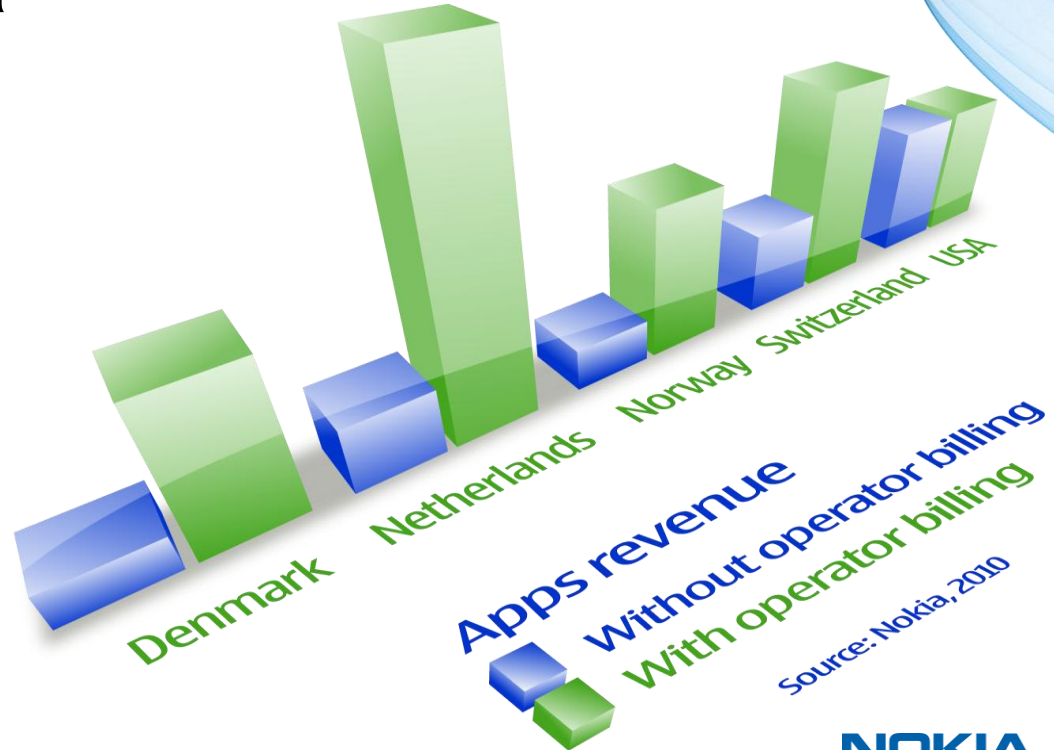 Denmark
Netherlands
Norway
Switzerland
USA
Apps revenue
Without operator billing
With operator billing
Source: Nokia, 2010
NOKIA